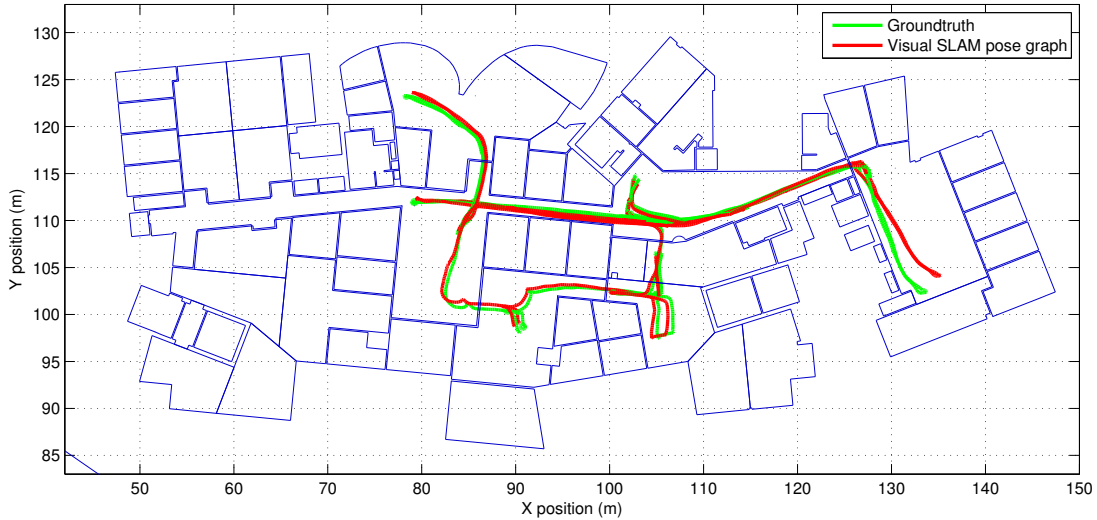 Groundtruth
Visual SLAM pose graph
130
125
120
115
110
105
100
95
90
85
Y position (m)
50 60 70 80 90 100 110 120 130 140 150
X position (m)